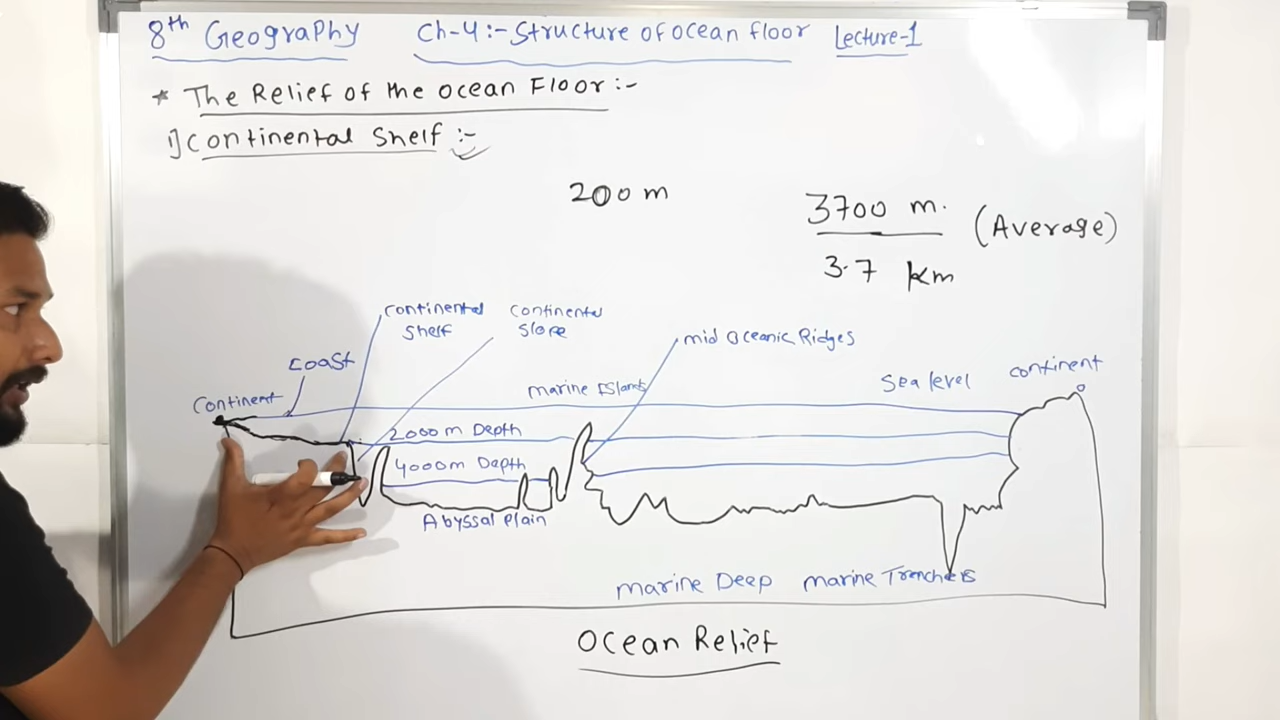 8th Geography Ch-4:- Structure of ocean floor Lecture-1
* The Relief of the ocean Floor:-
1] Continental Shelf :-
200 m
3700 m. (Average)
3.7 km
Continental Shelf
Continental Slope
mid Oceanic Ridges
Coast
Continent
marine Islands
Sea level
continent
2000m Depth
4000m Depth
Abyssal Plain
marine Deep marine Trenches
Ocean Relief